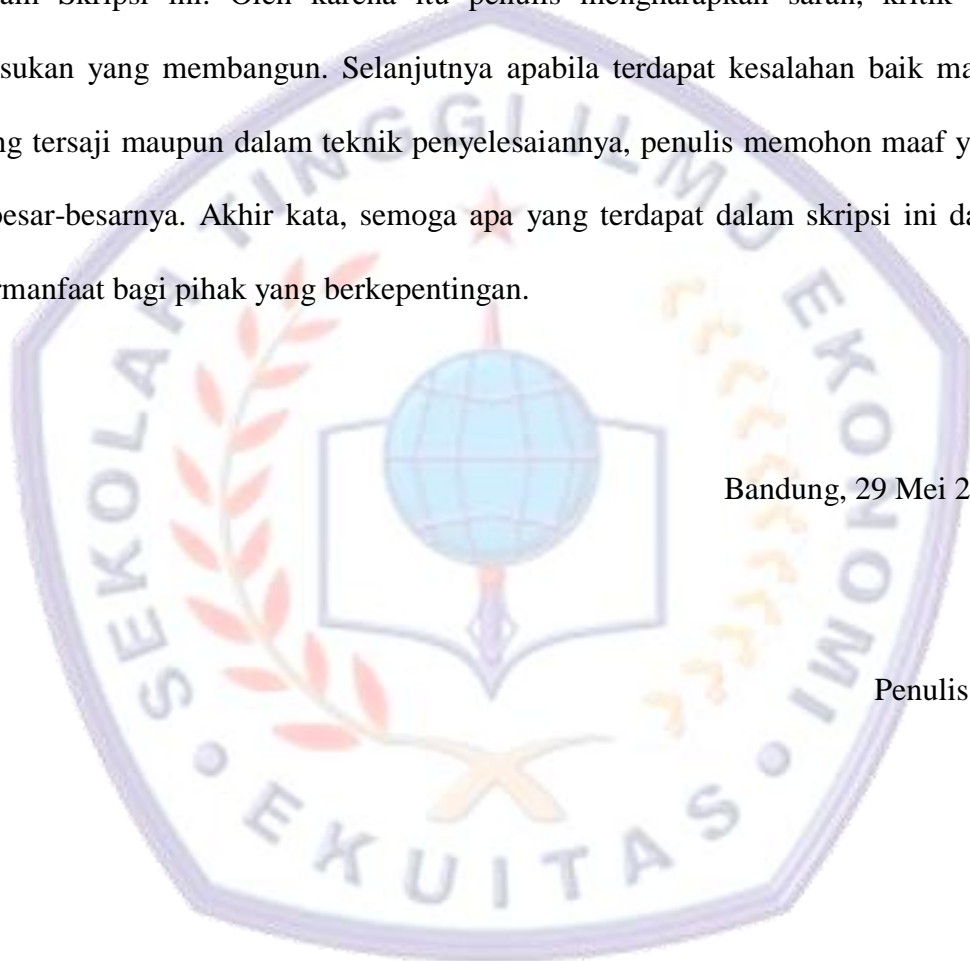 am Skripsi ini. Oleh karena itu penulis mengharapkan saran, kritik
sukan yang membangun. Selanjutnya apabila terdapat kesalahan baik ma
ng tersaji maupun dalam teknik penyelesaiannya, penulis memohon maaf y
besar-besarnya. Akhir kata, semoga apa yang terdapat dalam skripsi ini da
rmanfaat bagi pihak yang berkepentingan.
Bandung, 29 Mei 2
Penulis
SEKOLAH TINGGI ILMU EKONOMI
• EKUITAS •